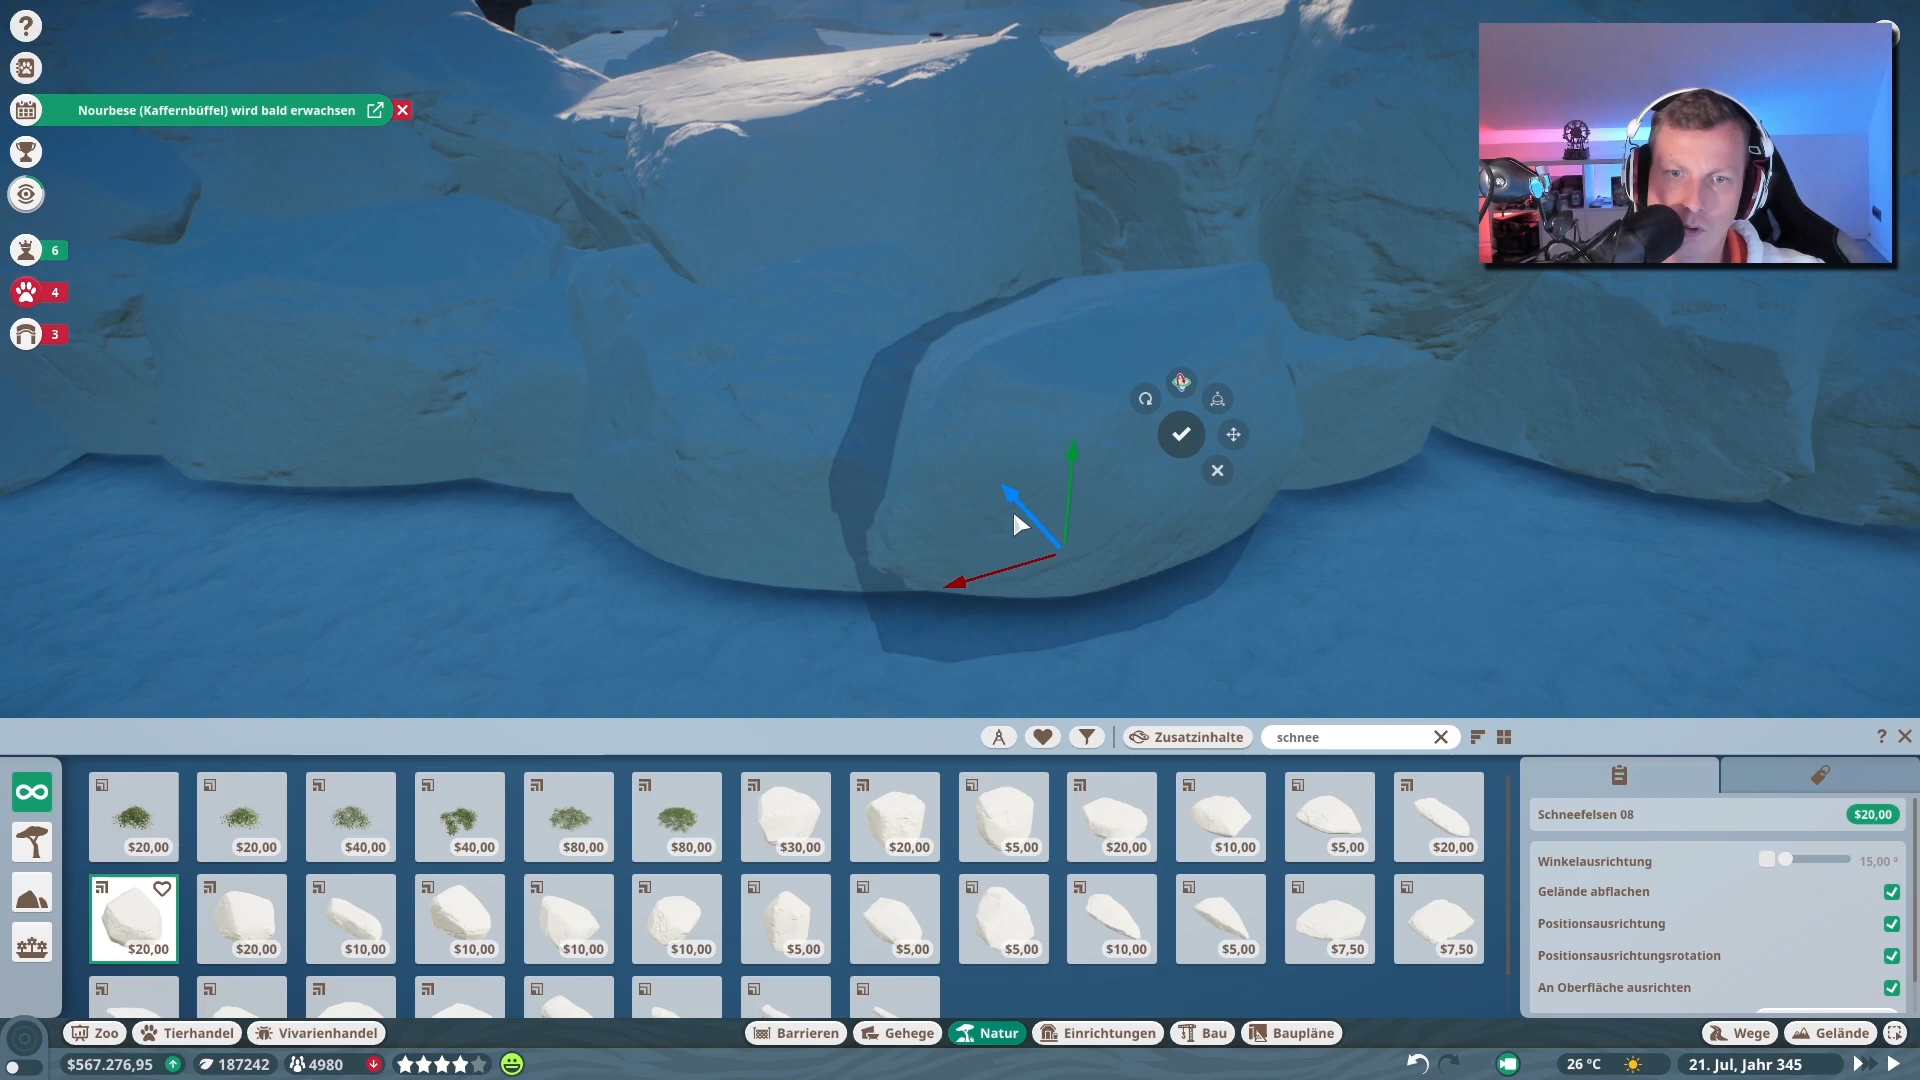 Nourbese (Kaffernbüffel) wird bald erwachsen
6
4
3
Zusatzinhalte
schnee
?
$20,00
$20,00
$40,00
$40,00
$80,00
$80,00
$30,00
$20,00
$5,00
$20,00
$10,00
$5,00
$20,00
$20,00
$20,00
$10,00
$10,00
$10,00
$10,00
$5,00
$5,00
$5,00
$10,00
$5,00
$7,50
$7,50
Schneefelsen 08
$20,00
Winkelausrichtung
15,00 °
Gelände abflachen
Positionsausrichtung
Positionsausrichtungsrotation
An Oberfläche ausrichten
Zoo
Tierhandel
Vivarienhandel
Barrieren
Gehege
Natur
Einrichtungen
Bau
Baupläne
Wege
Gelände
$567.276,95
187242
4980
26 °C
21. Jul, Jahr 345